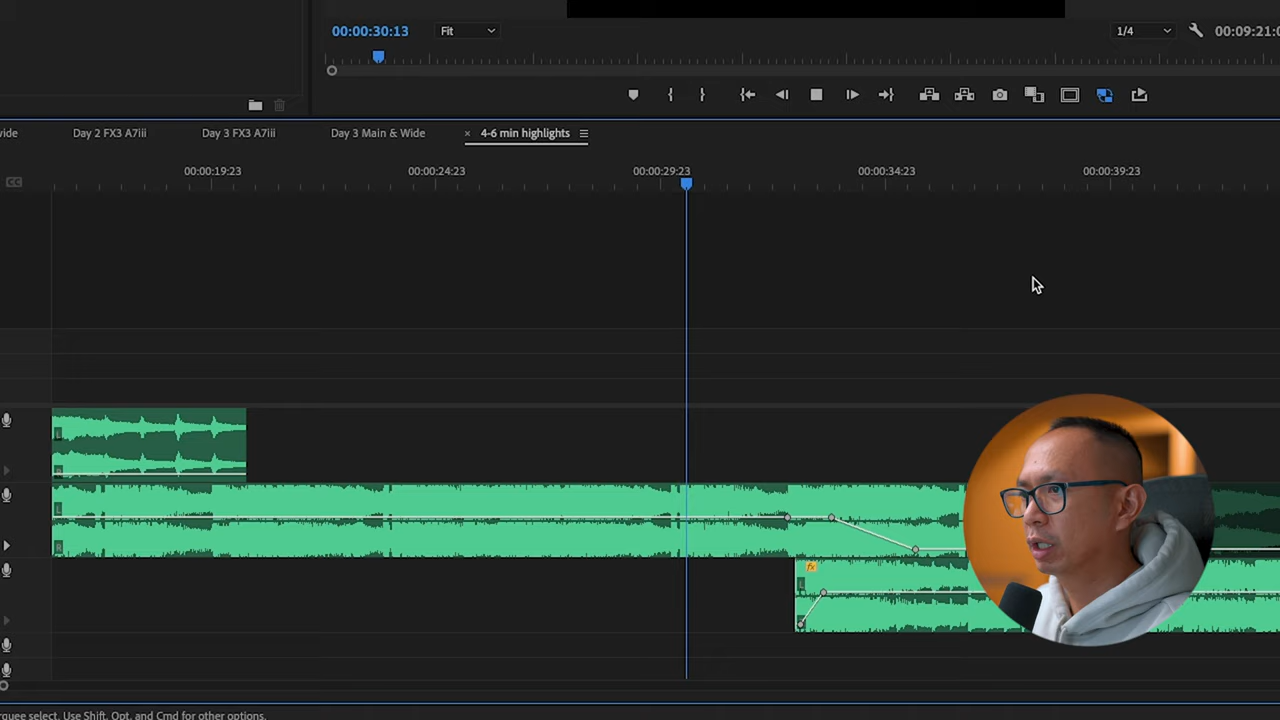 00:00:30:13 Fit 1/4 00:09:21:0
vide Day 2 FX3 A7iii Day 3 FX3 A7iii Day 3 Main & Wide × 4-6 min highlights
00:00:19:23 00:00:24:23 00:00:29:23 00:00:34:23 00:00:39:23
CC
L
R
L
R
fx
L
rquee select. Use Shift, Opt, and Cmd for other options.